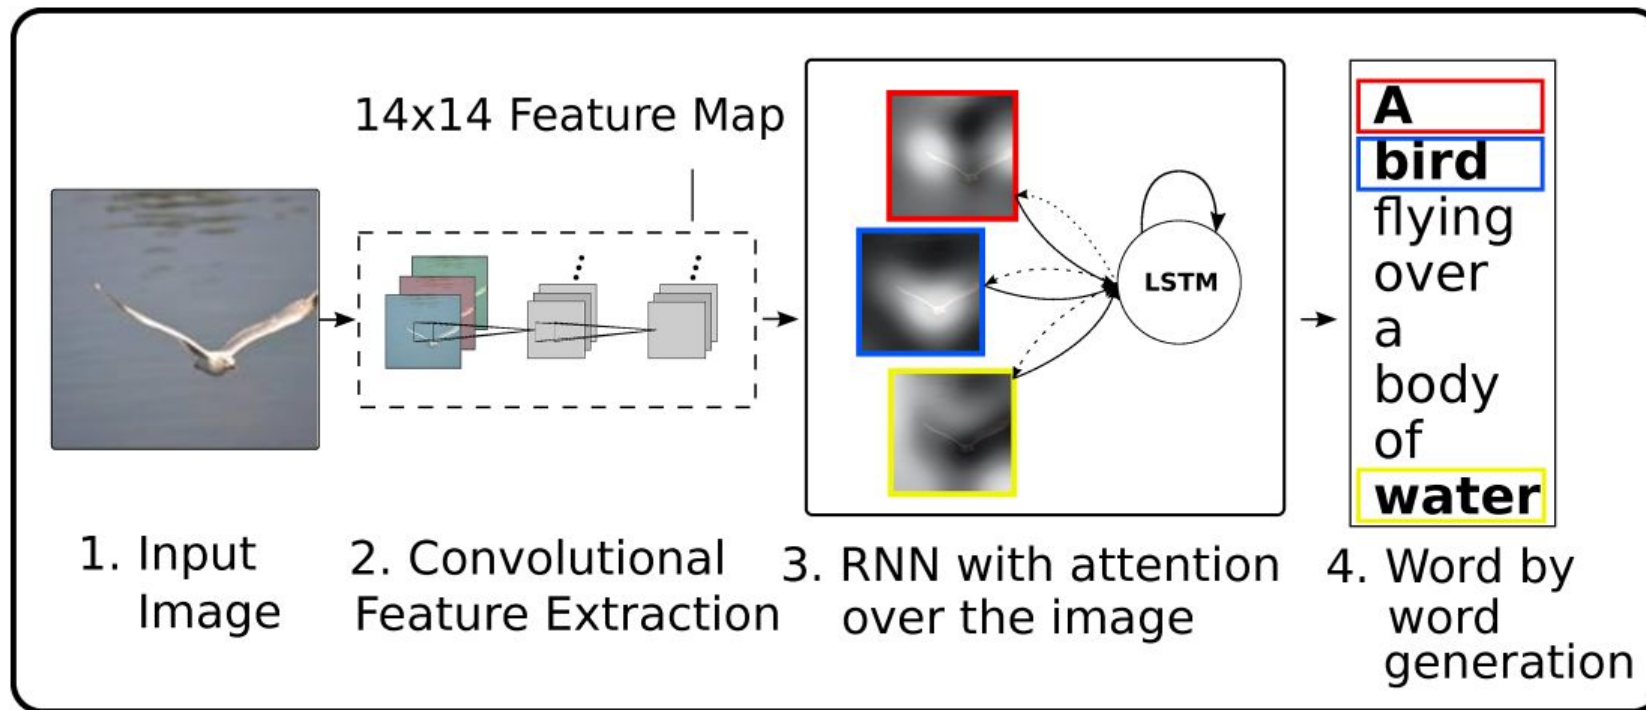 14x14 Feature Map
LSTM
A
bird
flying
over
a
body
of
water
1. Input
Image
2. Convolutional
Feature Extraction
3. RNN with attention
over the image
4. Word by
word
generation